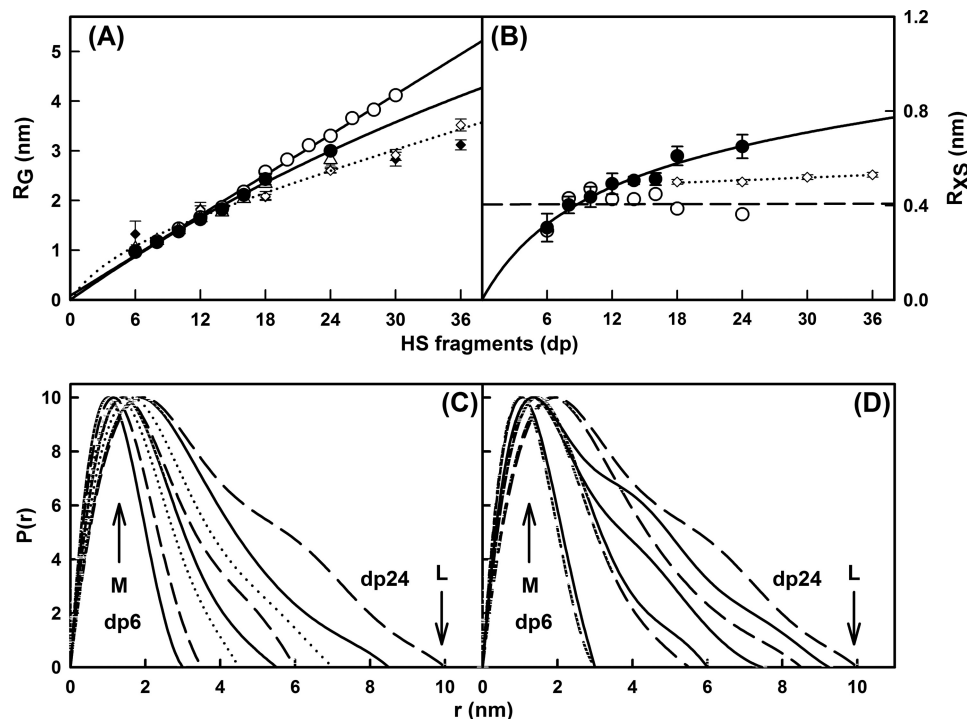 (A) (B)
5
4
3
2
1
0
R_G (nm)
1.2
0.8
0.4
0.0
R_XS (nm)
0 6 12 18 24 30 36 6 12 18 24 30 36
HS fragments (dp)
(C) (D)
10
8
6
4
2
0
P(r)
M
dp6
dp24
L
M
dp6
dp24
L
0 2 4 6 8 10 0 2 4 6 8 10
r (nm)